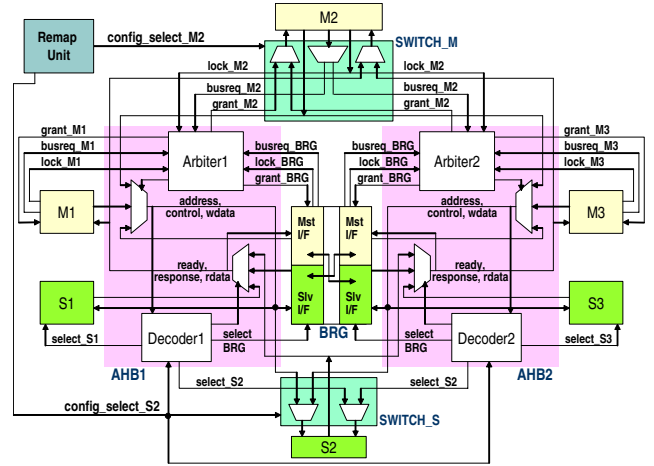 M2
Remap
Unit
config_select_M2
SWITCH_M
lock_M2
lock_M2
busreq_M2
busreq_M2
grant_M2
grant_M2
grant_M1
busreq_M1
lock_M1
Arbiter1
busreq_BRG
lock_BRG
grant_BRG
Arbiter2
grant_M3
busreq_M3
lock_M3
M1
address,
control, wdata
Mst
I/F
Mst
I/F
address,
control, wdata
M3
ready,
response, rdata
ready,
response, rdata
S1
Slv
I/F
Slv
I/F
S3
select_S1
Decoder1
select
BRG
BRG
select
BRG
Decoder2
select_S3
AHB1
AHB2
select_S2
select_S2
config_select_S2
SWITCH_S
S2